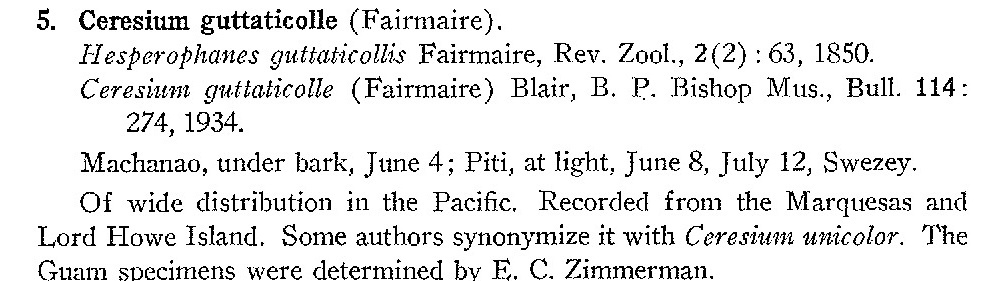 5. Ceresium guttaticolle (Fairmaire).
Hesperophanes guttaticollis Fairmaire, Rev. Zool., 2(2) : 63, 1850.
Ceresium guttaticolle (Fairmaire) Blair, B. P. Bishop Mus., Bull. 114:
274, 1934.
Machanao, under bark, June 4; Piti, at light, June 8, July 12, Swezey.
Of wide distribution in the Pacific. Recorded from the Marquesas and
Lord Howe Island. Some authors synonymize it with Ceresium unicolor. The
Guam specimens were determined by E. C. Zimmerman.